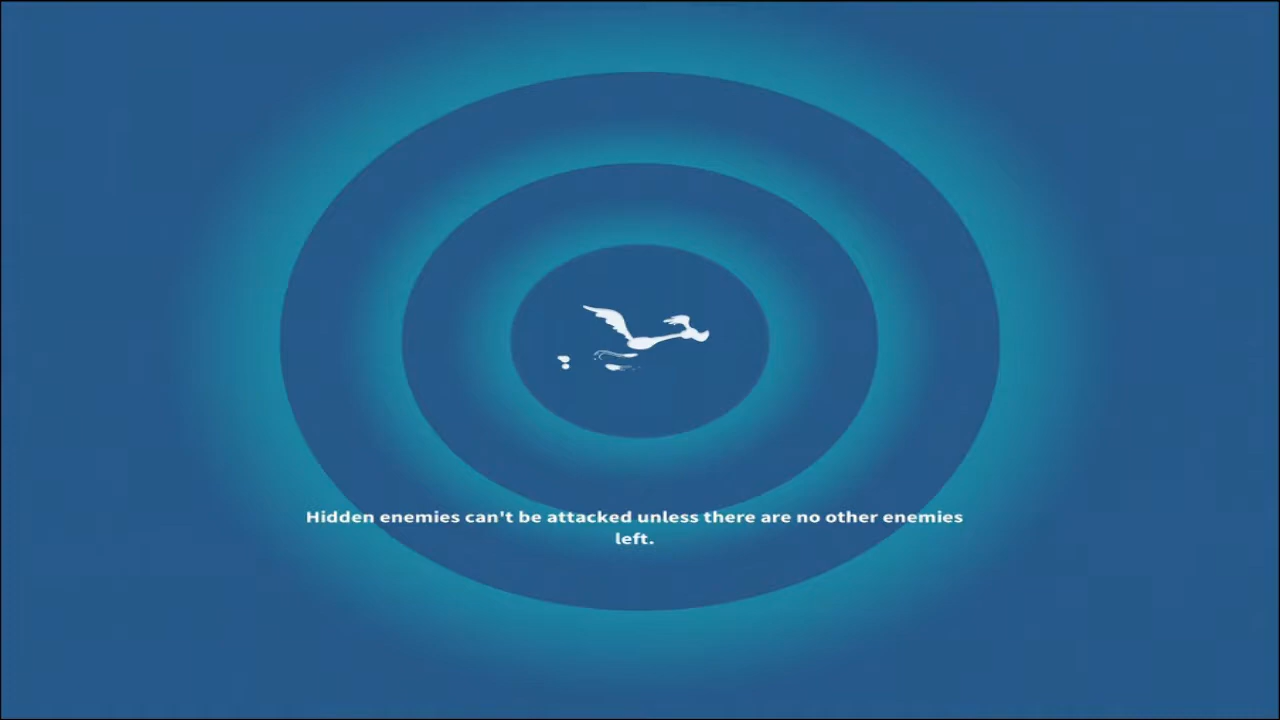 Hidden enemies can't be attacked unless there are no other enemies
left.